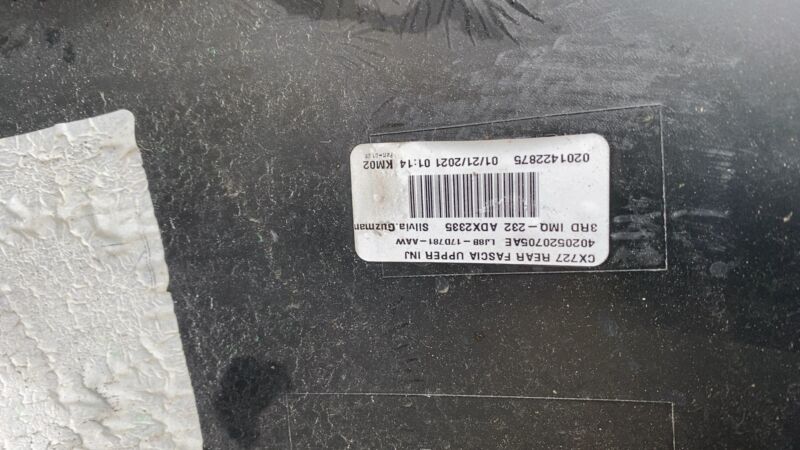 CX727 REAR FASCIA UPPER INJ
4020520705AE LJ8B-17D781-AAW
3RD IMQ-232 ADX2335 Silvia.Guzman
0201422875 01/21/2021 01:14 KM02